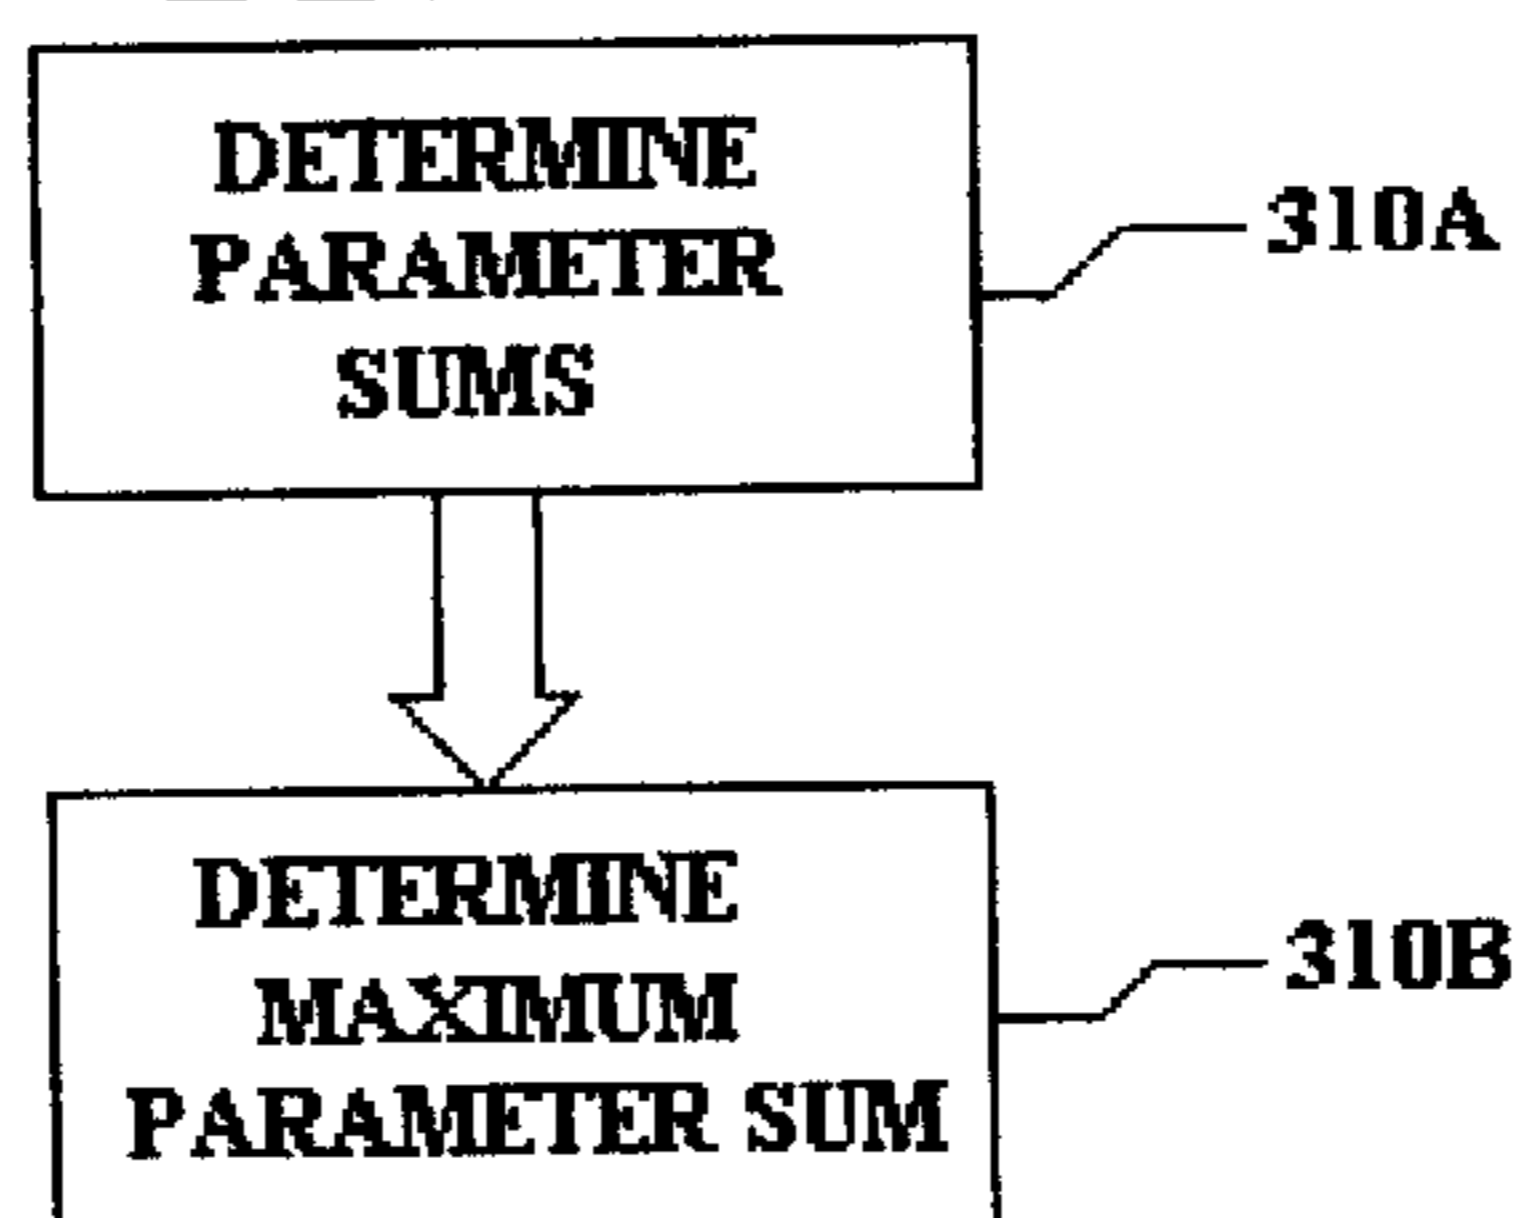 DETERMINE
PARAMETER
SUMS
310A
DETERMINE
MAXIMUM
PARAMETER SUM
310B